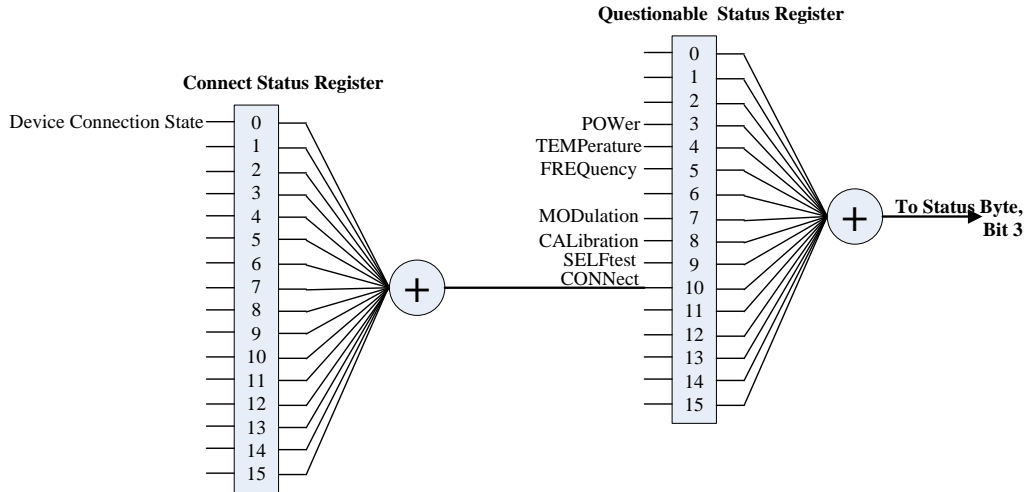 Questionable Status Register
0
1
2
POWer 3
TEMPerature 4
FREQuency 5
6
MODulation 7
CALibration 8
SELFtest 9
CONNect 10
11
12
13
14
15
To Status Byte,
Bit 3
+
Connect Status Register
Device Connection State 0
1
2
3
4
5
6
7
8
9
10
11
12
13
14
15
+